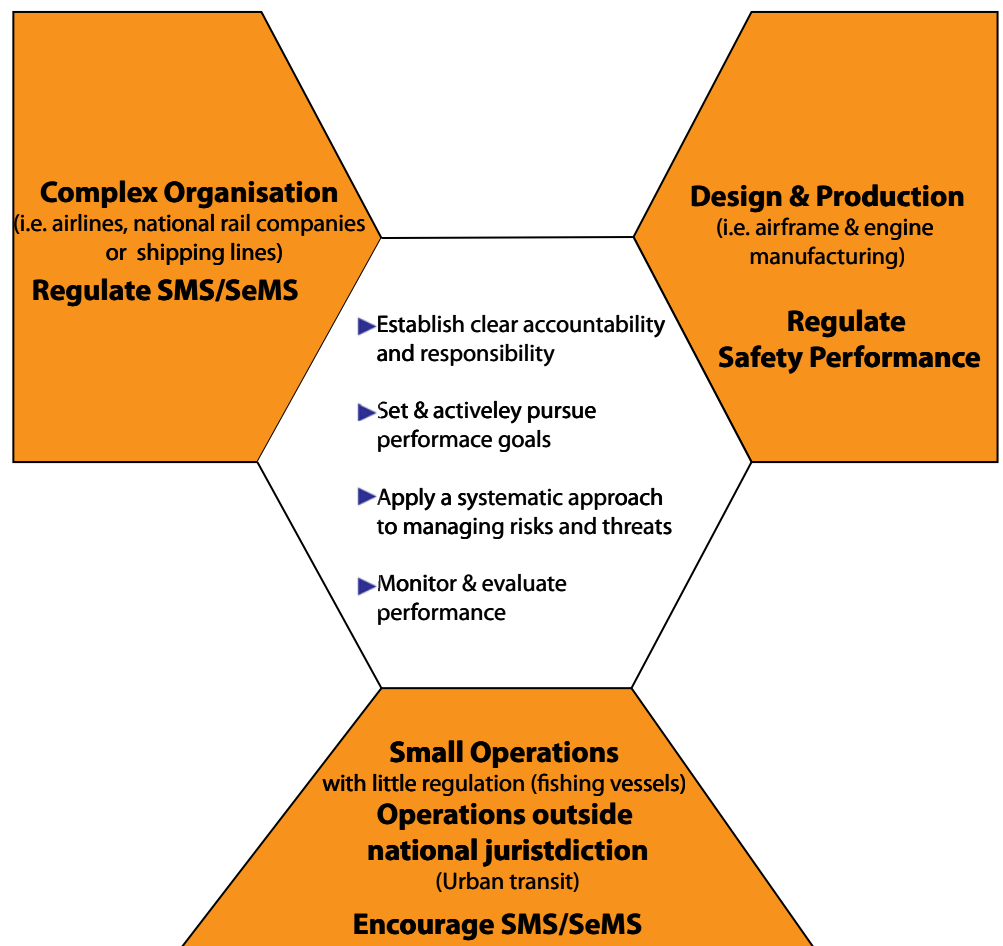 Complex Organisation
(i.e. airlines, national rail companies
or shipping lines)
Regulate SMS/SeMS
Design & Production
(i.e. airframe & engine
manufacturing)
Regulate
Safety Performance
Establish clear accountability
and responsibility
Set & activeley pursue
performace goals
Apply a systematic approach
to managing risks and threats
Monitor & evaluate
performance
Small Operations
with little regulation (fishing vessels)
Operations outside
national juristdiction
(Urban transit)
Encourage SMS/SeMS